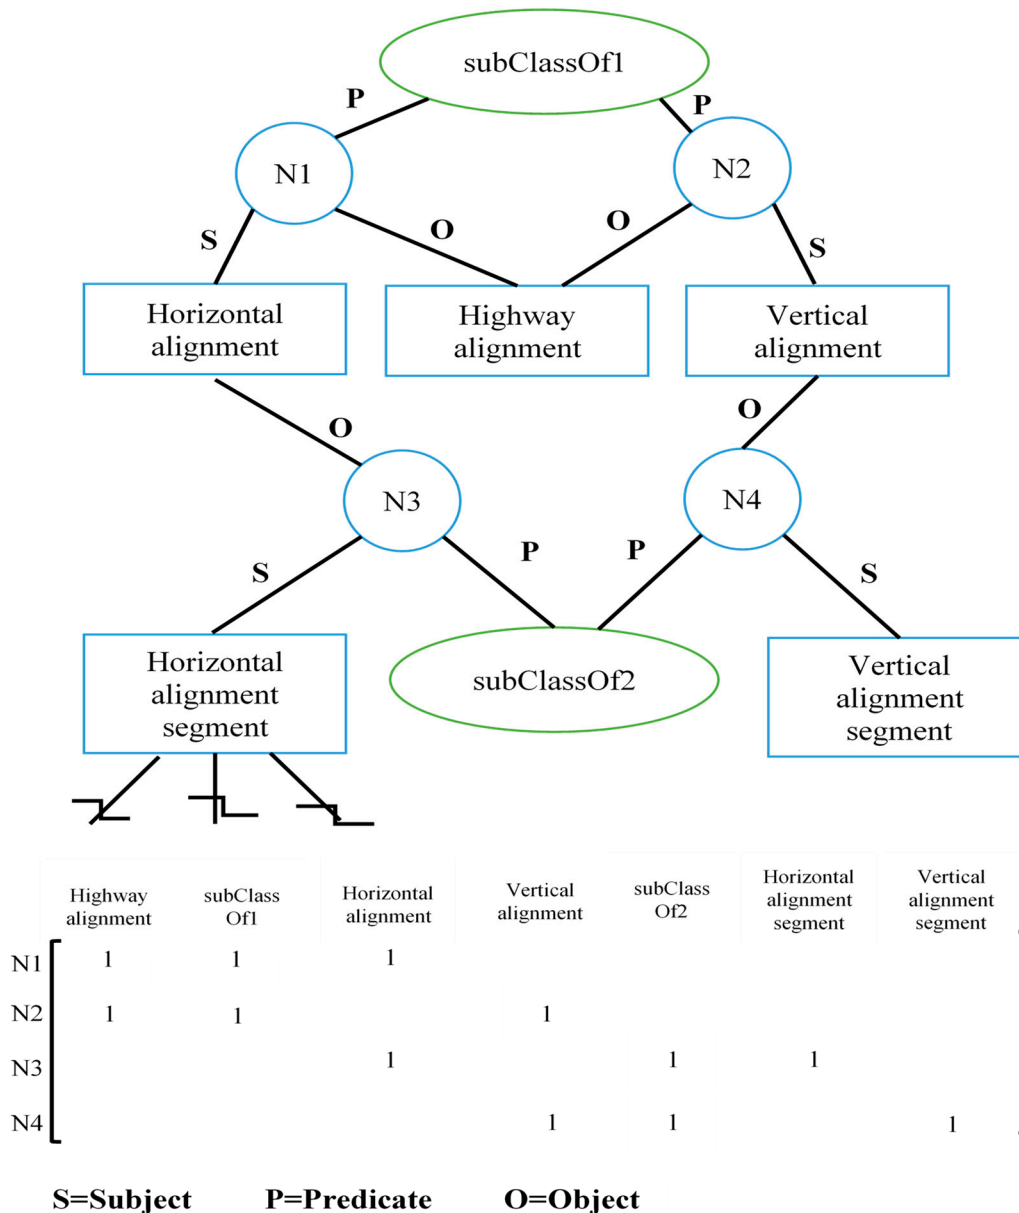 subClassOf1
P
P
N1
N2
S
O
O
S
Horizontal
alignment
Highway
alignment
Vertical
alignment
O
O
N3
N4
S
P
P
S
Horizontal
alignment
segment
subClassOf2
Vertical
alignment
segment
Highway
alignment
subClass
Of1
Horizontal
alignment
Vertical
alignment
subClass
Of2
Horizontal
alignment
segment
Vertical
alignment
segment
N1 1 1 1
N2 1 1 1
N3 1 1 1
N4 1 1 1
S=Subject P=Predicate O=Object